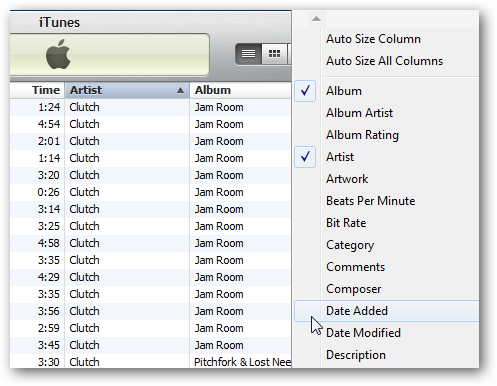 iTunes
Time Artist Album
1:24 Clutch Jam Room
4:54 Clutch Jam Room
2:01 Clutch Jam Room
1:14 Clutch Jam Room
3:20 Clutch Jam Room
0:26 Clutch Jam Room
3:14 Clutch Jam Room
3:25 Clutch Jam Room
4:58 Clutch Jam Room
3:35 Clutch Jam Room
4:29 Clutch Jam Room
3:35 Clutch Jam Room
3:56 Clutch Jam Room
2:59 Clutch Jam Room
3:45 Clutch Jam Room
3:30 Clutch Pitchfork & Lost Nee
Auto Size Column
Auto Size All Columns
Album
Album Artist
Album Rating
Artist
Artwork
Beats Per Minute
Bit Rate
Category
Comments
Composer
Date Added
Date Modified
Description